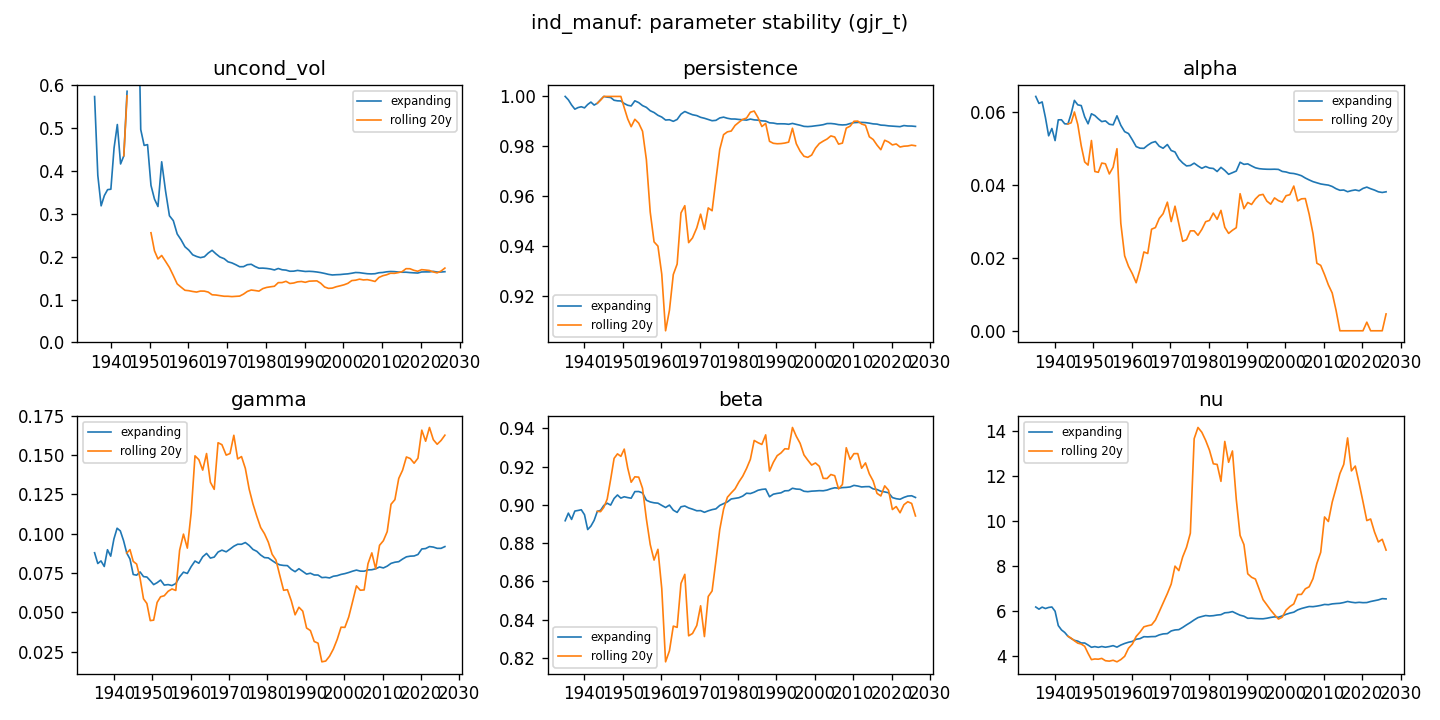 ind_manuf: parameter stability (gjr_t)
uncond_vol
0.6
0.5
0.4
0.3
0.2
0.1
0.0
expanding
rolling 20y
1940 1950 1960 1970 1980 1990 2000 2010 2020 2030
persistence
1.00
0.98
0.96
0.94
0.92
expanding
rolling 20y
1940 1950 1960 1970 1980 1990 2000 2010 2020 2030
alpha
0.06
0.04
0.02
0.00
expanding
rolling 20y
1940 1950 1960 1970 1980 1990 2000 2010 2020 2030
gamma
0.175
0.150
0.125
0.100
0.075
0.050
0.025
expanding
rolling 20y
1940 1950 1960 1970 1980 1990 2000 2010 2020 2030
beta
0.94
0.92
0.90
0.88
0.86
0.84
0.82
expanding
rolling 20y
1940 1950 1960 1970 1980 1990 2000 2010 2020 2030
nu
14
12
10
8
6
4
expanding
rolling 20y
1940 1950 1960 1970 1980 1990 2000 2010 2020 2030